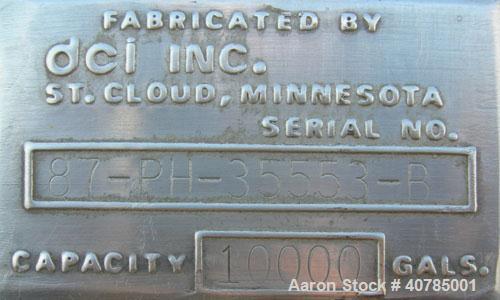 FABRICATED BY
dci INC.
ST. CLOUD, MINNESOTA
SERIAL NO.
87-PH-35553-B
CAPACITY 10000 GALS.
Aaron Stock # 40785001